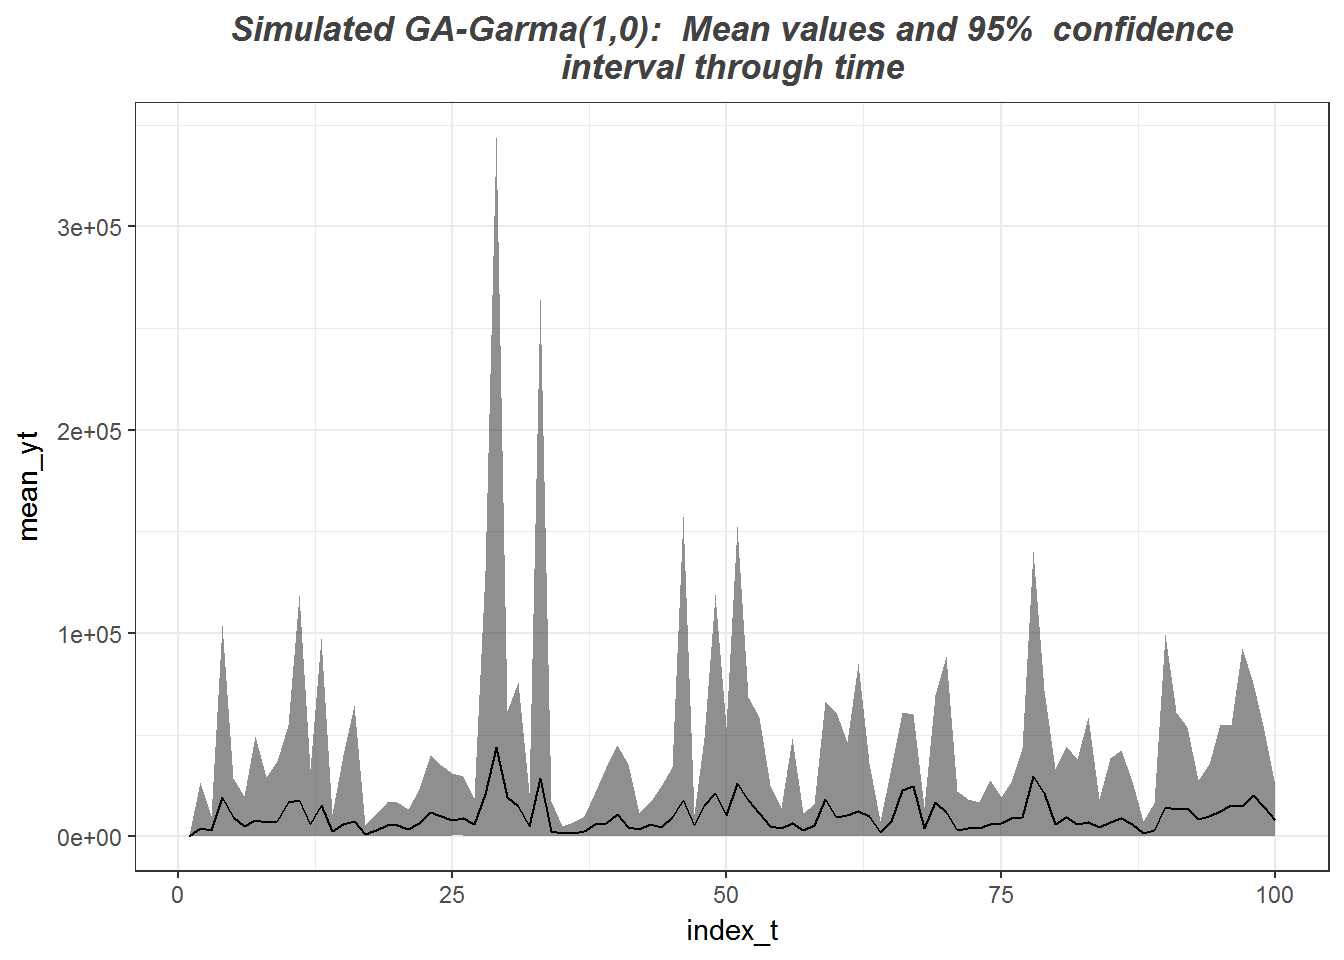 Simulated GA-Garma(1,0):  Mean values and 95%  confidence
interval through time
3e+05
2e+05
1e+05
0e+00
mean_yt
0 25 50 75 100
index_t